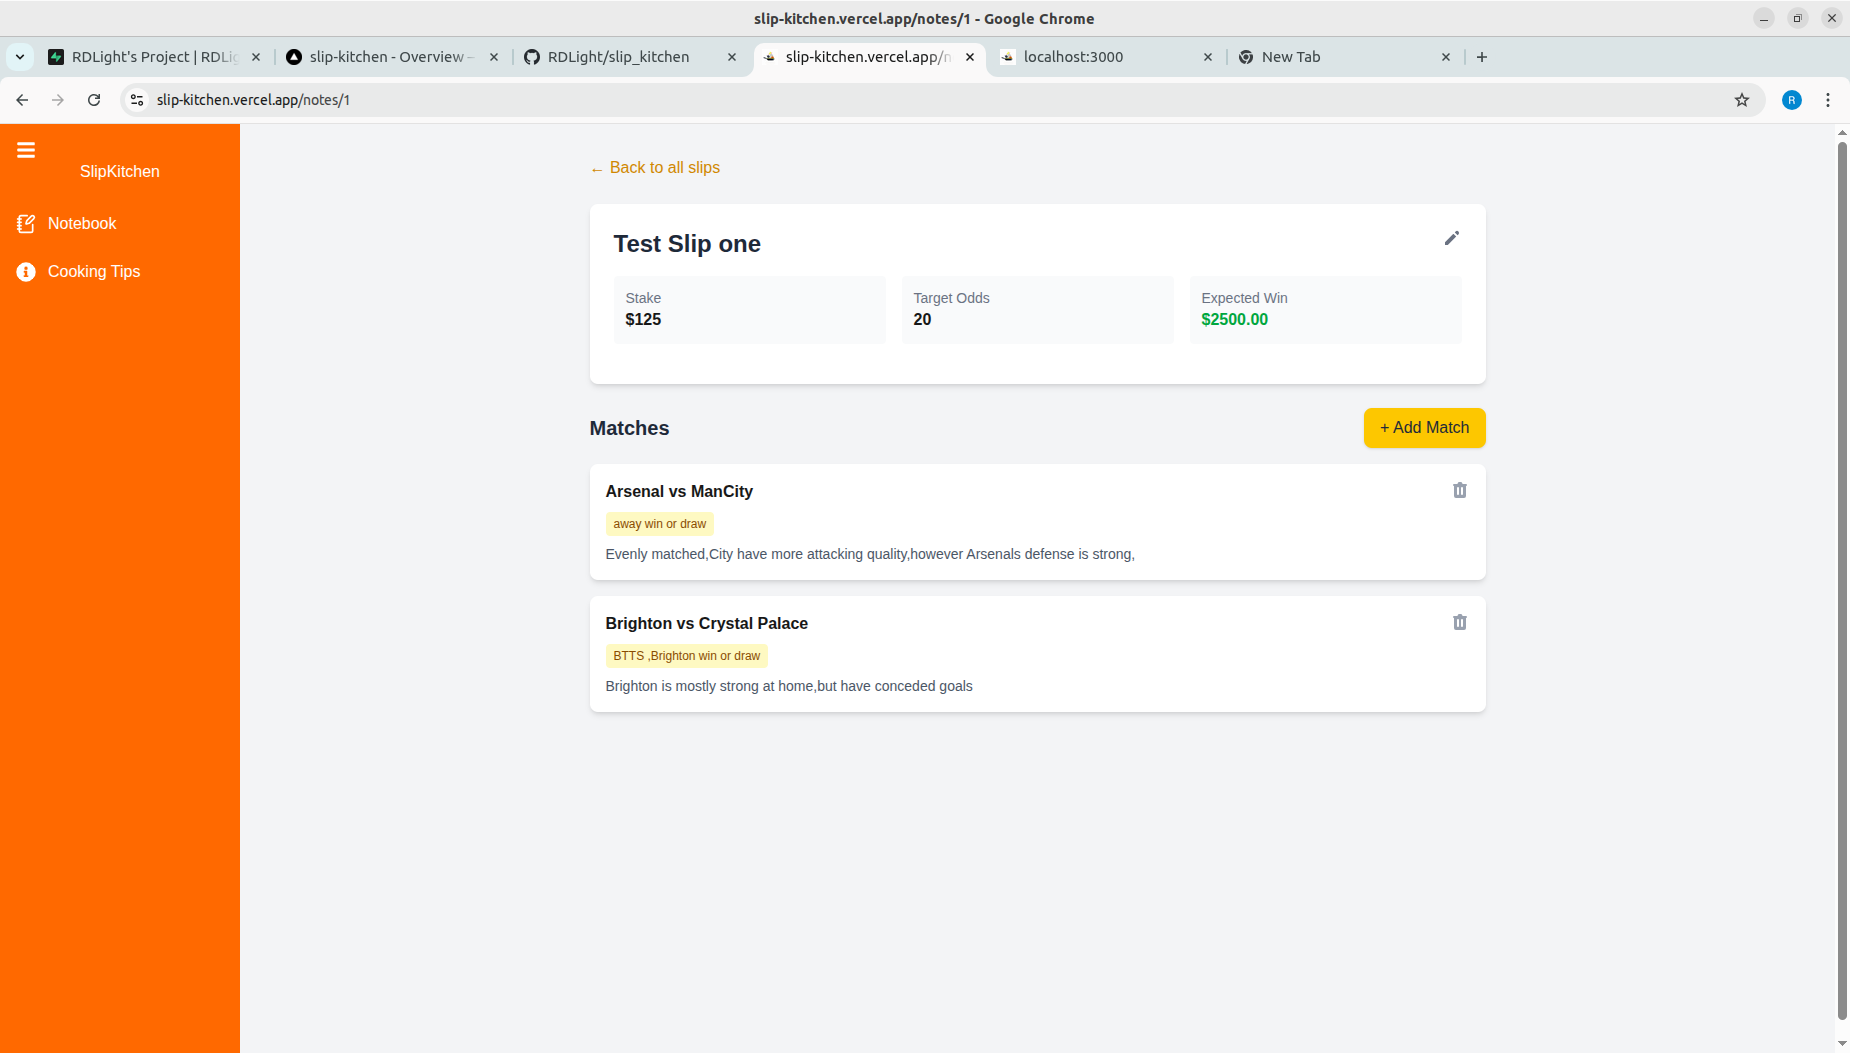 slip-kitchen.vercel.app/notes/1 - Google Chrome
RDLight's Project | RDLig
slip-kitchen - Overview –
RDLight/slip_kitchen
slip-kitchen.vercel.app/n
localhost:3000
New Tab
slip-kitchen.vercel.app/notes/1
R
SlipKitchen
Notebook
Cooking Tips
← Back to all slips
Test Slip one
Stake
$125
Target Odds
20
Expected Win
$2500.00
Matches
+ Add Match
Arsenal vs ManCity
away win or draw
Evenly matched,City have more attacking quality,however Arsenals defense is strong,
Brighton vs Crystal Palace
BTTS ,Brighton win or draw
Brighton is mostly strong at home,but have conceded goals